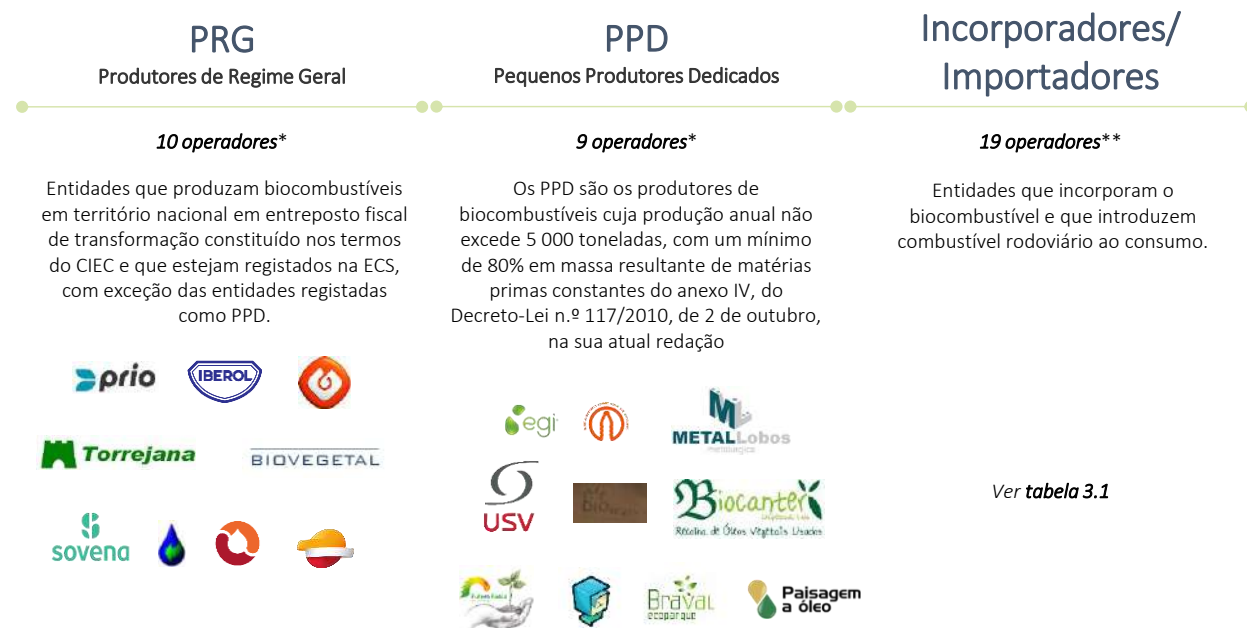 PRG
Produtores de Regime Geral
10 operadores*
Entidades que produzam biocombustíveis
em território nacional em entreposto fiscal
de transformação constituído nos termos
do CIEC e que estejam registados na ECS,
com exceção das entidades registadas
como PPD.
prio
IBEROL
Torrejana
BIOVEGETAL
sovena
PPD
Pequenos Produtores Dedicados
9 operadores*
Os PPD são os produtores de
biocombustíveis cuja produção anual não
excede 5 000 toneladas, com um mínimo
de 80% em massa resultante de matérias
primas constantes do anexo IV, do
Decreto-Lei n.º 117/2010, de 2 de outubro,
na sua atual redação
egi
METALLobos
metalúrgica
USV
Biocanter
Recolha de Óleos Vegetais Usados
Braval
ecoparque
Paisagem
a óleo
Incorporadores/
Importadores
19 operadores**
Entidades que incorporam o
biocombustível e que introduzem
combustível rodoviário ao consumo.
Ver tabela 3.1